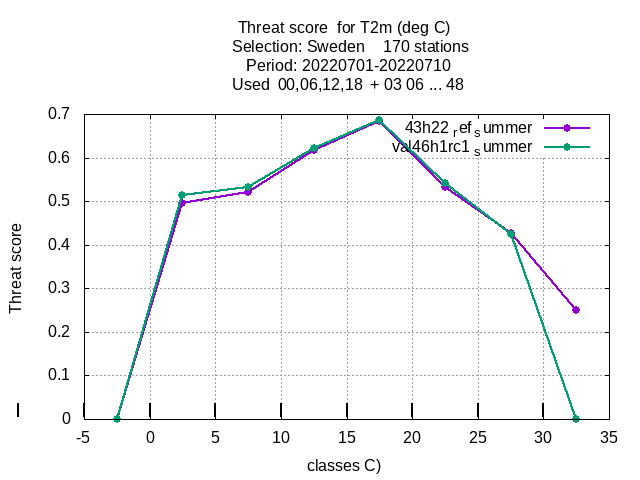 Threat score  for T2m (deg C)
Selection: Sweden    170 stations
Period: 20220701-20220710
Used  00,06,12,18  + 03 06 ... 48
43h22 ref summer
val46h1rc1 summer
Threat score
0.7
0.6
0.5
0.4
0.3
0.2
0.1
0
-5 0 5 10 15 20 25 30 35
classes C)